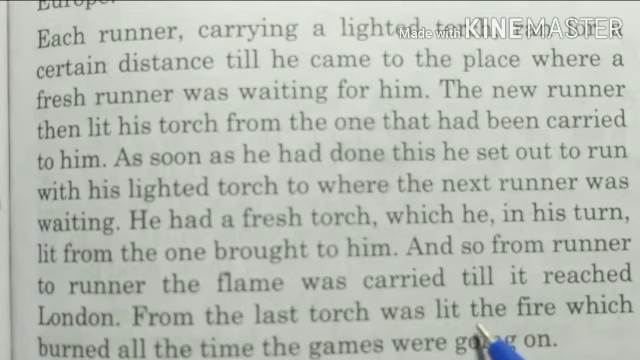 Europe.
Made with KINEMASTER
Each runner, carrying a lighted torch, ran for a
certain distance till he came to the place where a
fresh runner was waiting for him. The new runner
then lit his torch from the one that had been carried
to him. As soon as he had done this he set out to run
with his lighted torch to where the next runner was
waiting. He had a fresh torch, which he, in his turn,
lit from the one brought to him. And so from runner
to runner the flame was carried till it reached
London. From the last torch was lit the fire which
burned all the time the games were going on.